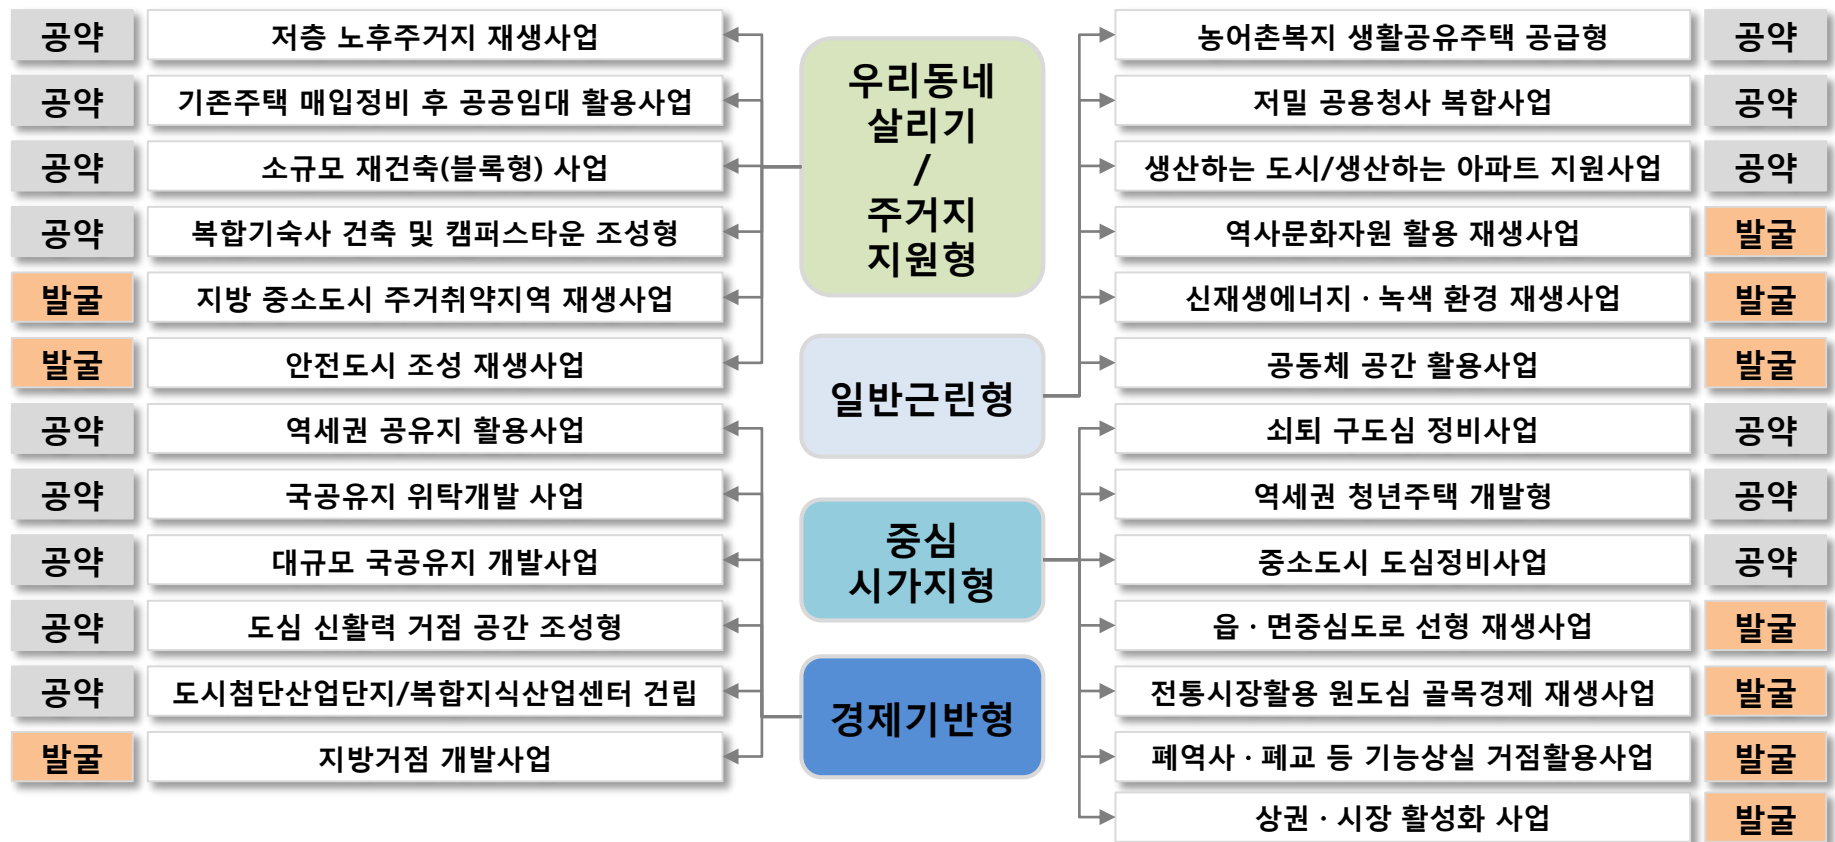 공약 저층 노후주거지 재생사업
공약 기존주택 매입정비 후 공공임대 활용사업
공약 소규모 재건축(블록형) 사업
공약 복합기숙사 건축 및 캠퍼스타운 조성형
발굴 지방 중소도시 주거취약지역 재생사업
발굴 안전도시 조성 재생사업
공약 역세권 공유지 활용사업
공약 국공유지 위탁개발 사업
공약 대규모 국공유지 개발사업
공약 도심 신활력 거점 공간 조성형
공약 도시첨단산업단지/복합지식산업센터 건립
발굴 지방거점 개발사업
우리동네
살리기
/
주거지
지원형
일반근린형
중심
시가지형
경제기반형
농어촌복지 생활공유주택 공급형 공약
저밀 공용청사 복합사업 공약
생산하는 도시/생산하는 아파트 지원사업 공약
역사문화자원 활용 재생사업 발굴
신재생에너지 · 녹색 환경 재생사업 발굴
공동체 공간 활용사업 발굴
쇠퇴 구도심 정비사업 공약
역세권 청년주택 개발형 공약
중소도시 도심정비사업 공약
읍 · 면중심도로 선형 재생사업 발굴
전통시장활용 원도심 골목경제 재생사업 발굴
폐역사 · 폐교 등 기능상실 거점활용사업 발굴
상권 · 시장 활성화 사업 발굴